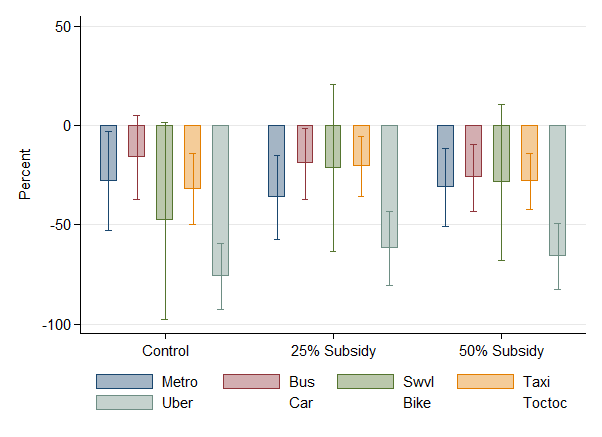 50
0
-50
-100
Percent
Control 25% Subsidy 50% Subsidy
Metro Bus Swvl Taxi
Uber Car Bike Toctoc